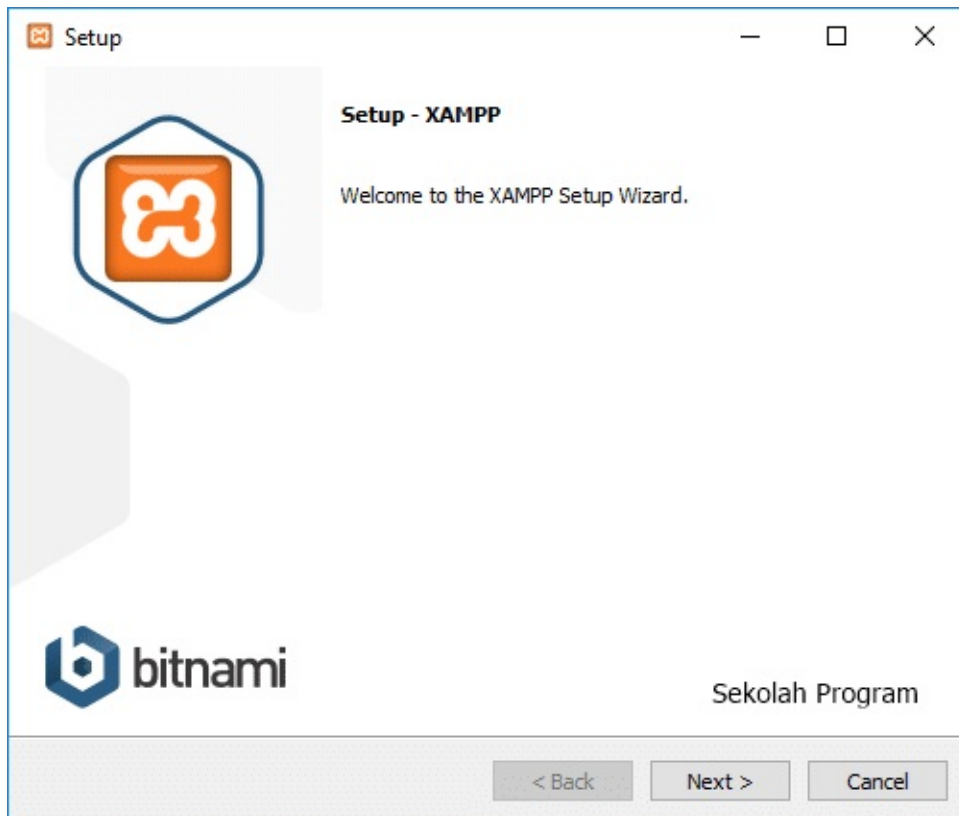 Setup
Setup - XAMPP
Welcome to the XAMPP Setup Wizard.
bitnami
Sekolah Program
< Back
Next >
Cancel